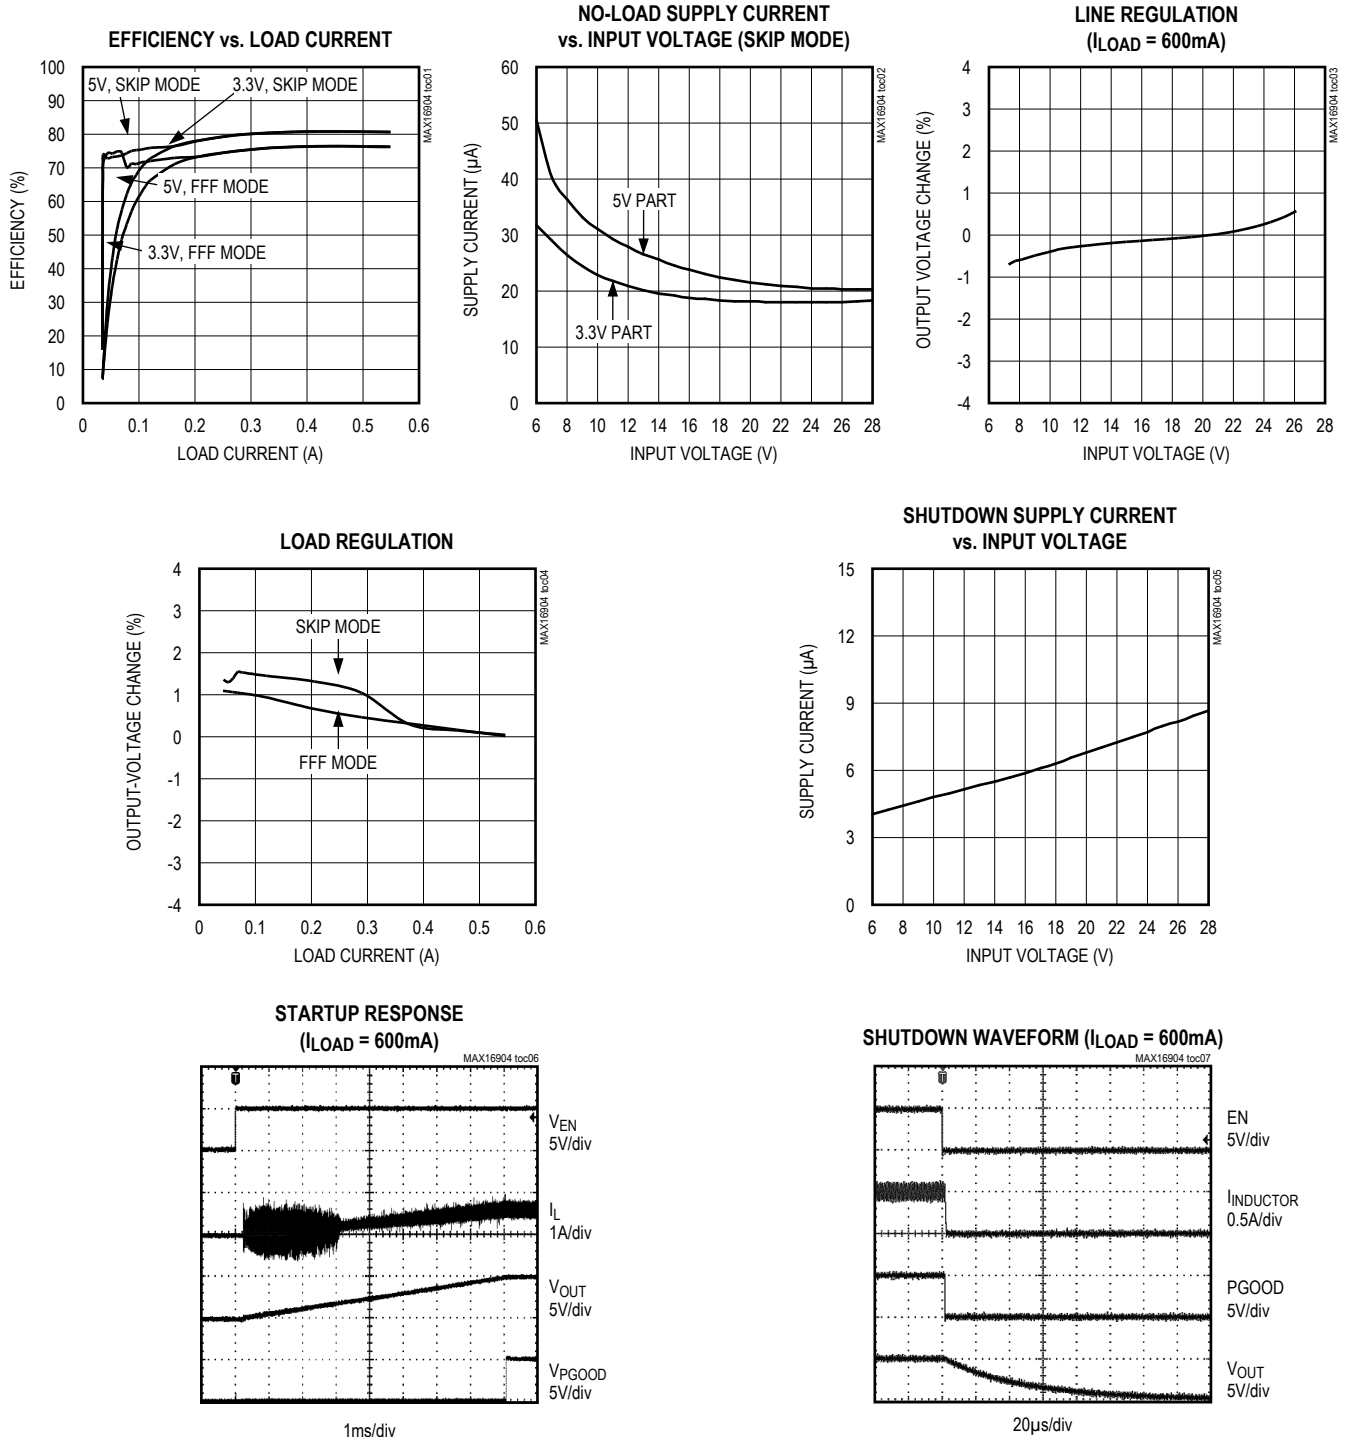 EFFICIENCY vs. LOAD CURRENT
MAX16904 toc01
EFFICIENCY (%)
100
90
80
70
60
50
40
30
20
10
0
5V, SKIP MODE
3.3V, SKIP MODE
5V, FFF MODE
3.3V, FFF MODE
0 0.1 0.2 0.3 0.4 0.5 0.6
LOAD CURRENT (A)
NO-LOAD SUPPLY CURRENT
vs. INPUT VOLTAGE (SKIP MODE)
MAX16904 toc02
SUPPLY CURRENT (µA)
60
50
40
30
20
10
0
5V PART
3.3V PART
6 8 10 12 14 16 18 20 22 24 26 28
INPUT VOLTAGE (V)
LINE REGULATION
(ILOAD = 600mA)
MAX16904 toc03
OUTPUT VOLTAGE CHANGE (%)
4
3
2
1
0
-1
-2
-3
-4
6 8 10 12 14 16 18 20 22 24 26 28
INPUT VOLTAGE (V)
LOAD REGULATION
MAX16904 toc04
OUTPUT-VOLTAGE CHANGE (%)
4
3
2
1
0
-1
-2
-3
-4
SKIP MODE
FFF MODE
0 0.1 0.2 0.3 0.4 0.5 0.6
LOAD CURRENT (A)
SHUTDOWN SUPPLY CURRENT
vs. INPUT VOLTAGE
MAX16904 toc05
SUPPLY CURRENT (µA)
15
12
9
6
3
0
6 8 10 12 14 16 18 20 22 24 26 28
INPUT VOLTAGE (V)
STARTUP RESPONSE
(ILOAD = 600mA)
MAX16904 toc06
T
VEN
5V/div
IL
1A/div
VOUT
5V/div
VPGOOD
5V/div
1ms/div
SHUTDOWN WAVEFORM (ILOAD = 600mA)
MAX16904 toc07
T
EN
5V/div
IINDUCTOR
0.5A/div
PGOOD
5V/div
VOUT
5V/div
20µs/div